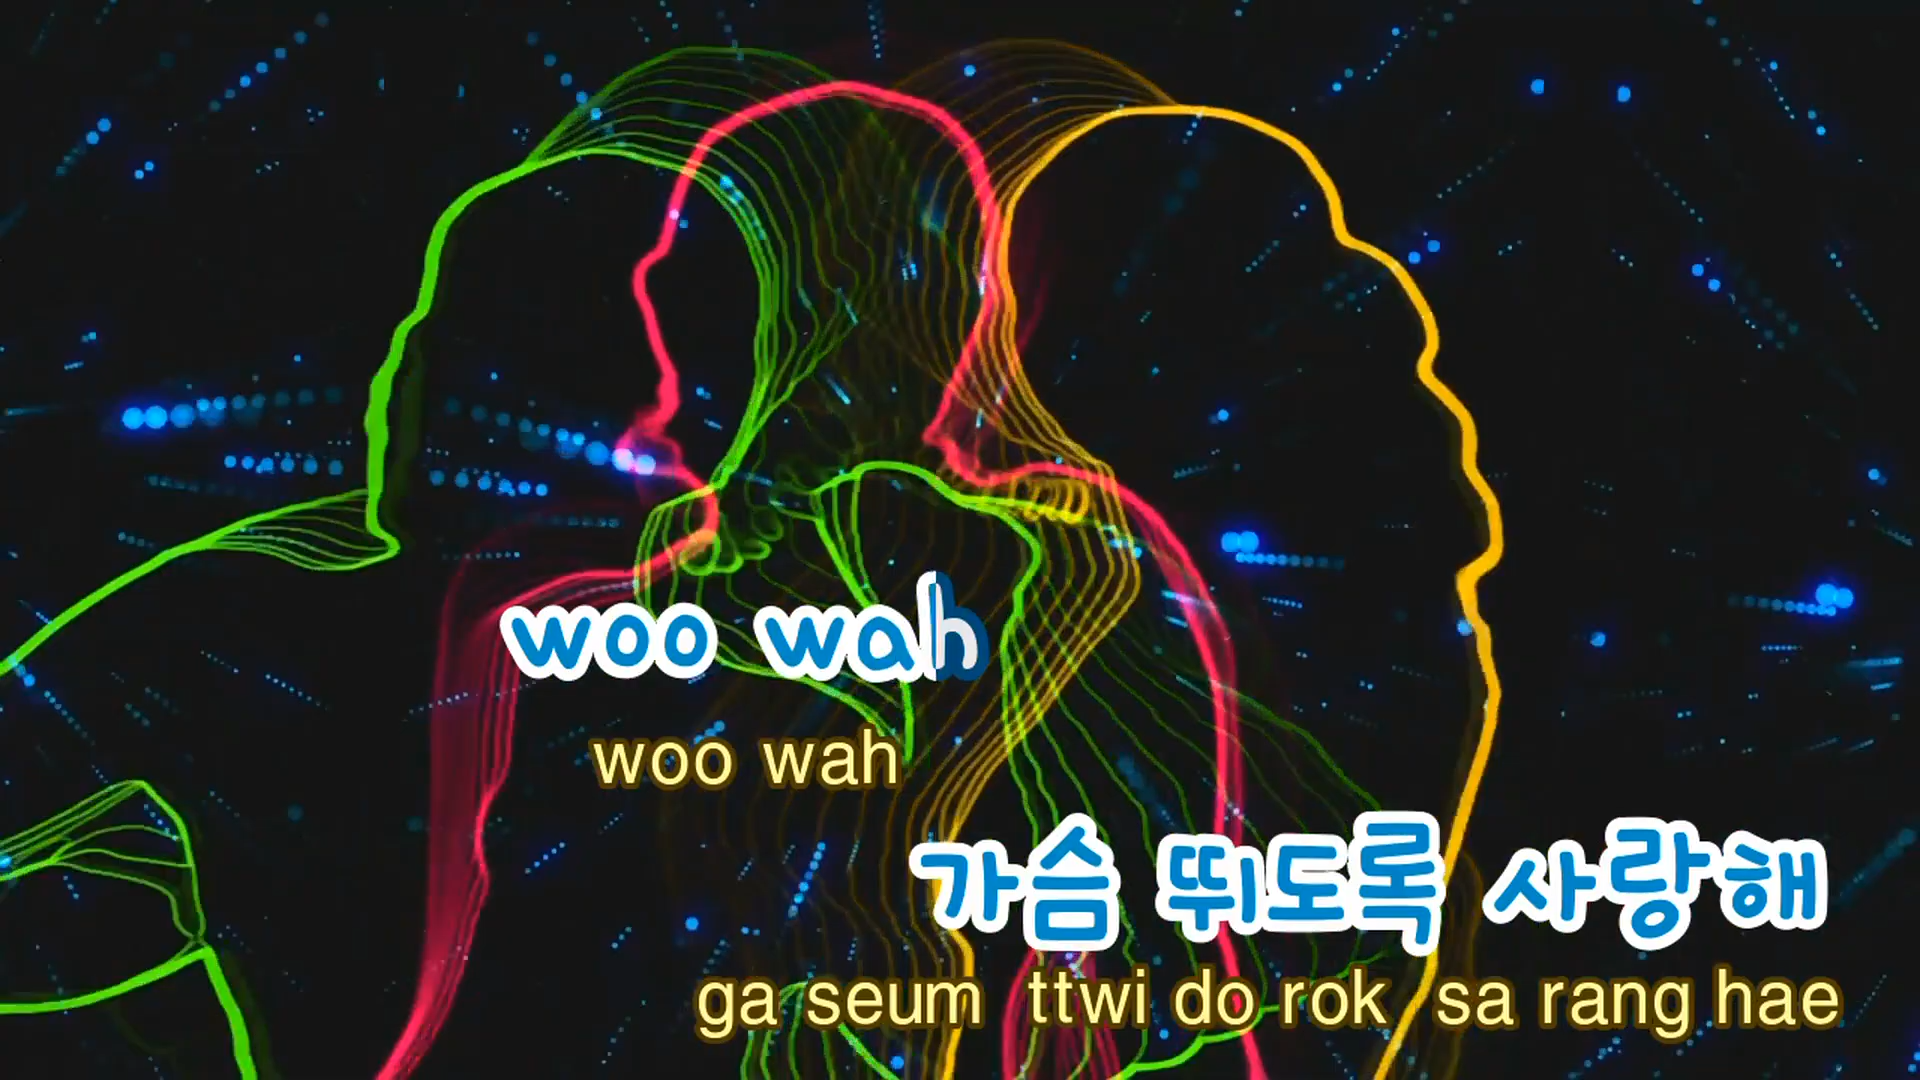 woo wah
woo wah
가슴 뛰도록 사랑해
ga seum ttwi do rok sa rang hae